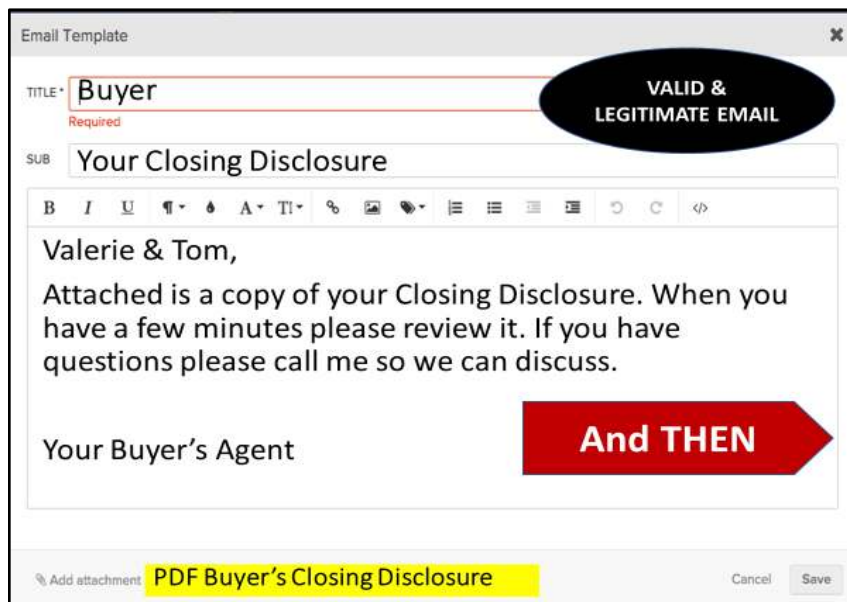 Email Template
TITLE* Buyer
Required
VALID &
LEGITIMATE EMAIL
SUB Your Closing Disclosure
B I U ¶ A TI </>
Valerie & Tom,
Attached is a copy of your Closing Disclosure. When you
have a few minutes please review it. If you have
questions please call me so we can discuss.
Your Buyer's Agent
And THEN
Add attachment PDF Buyer's Closing Disclosure
Cancel Save